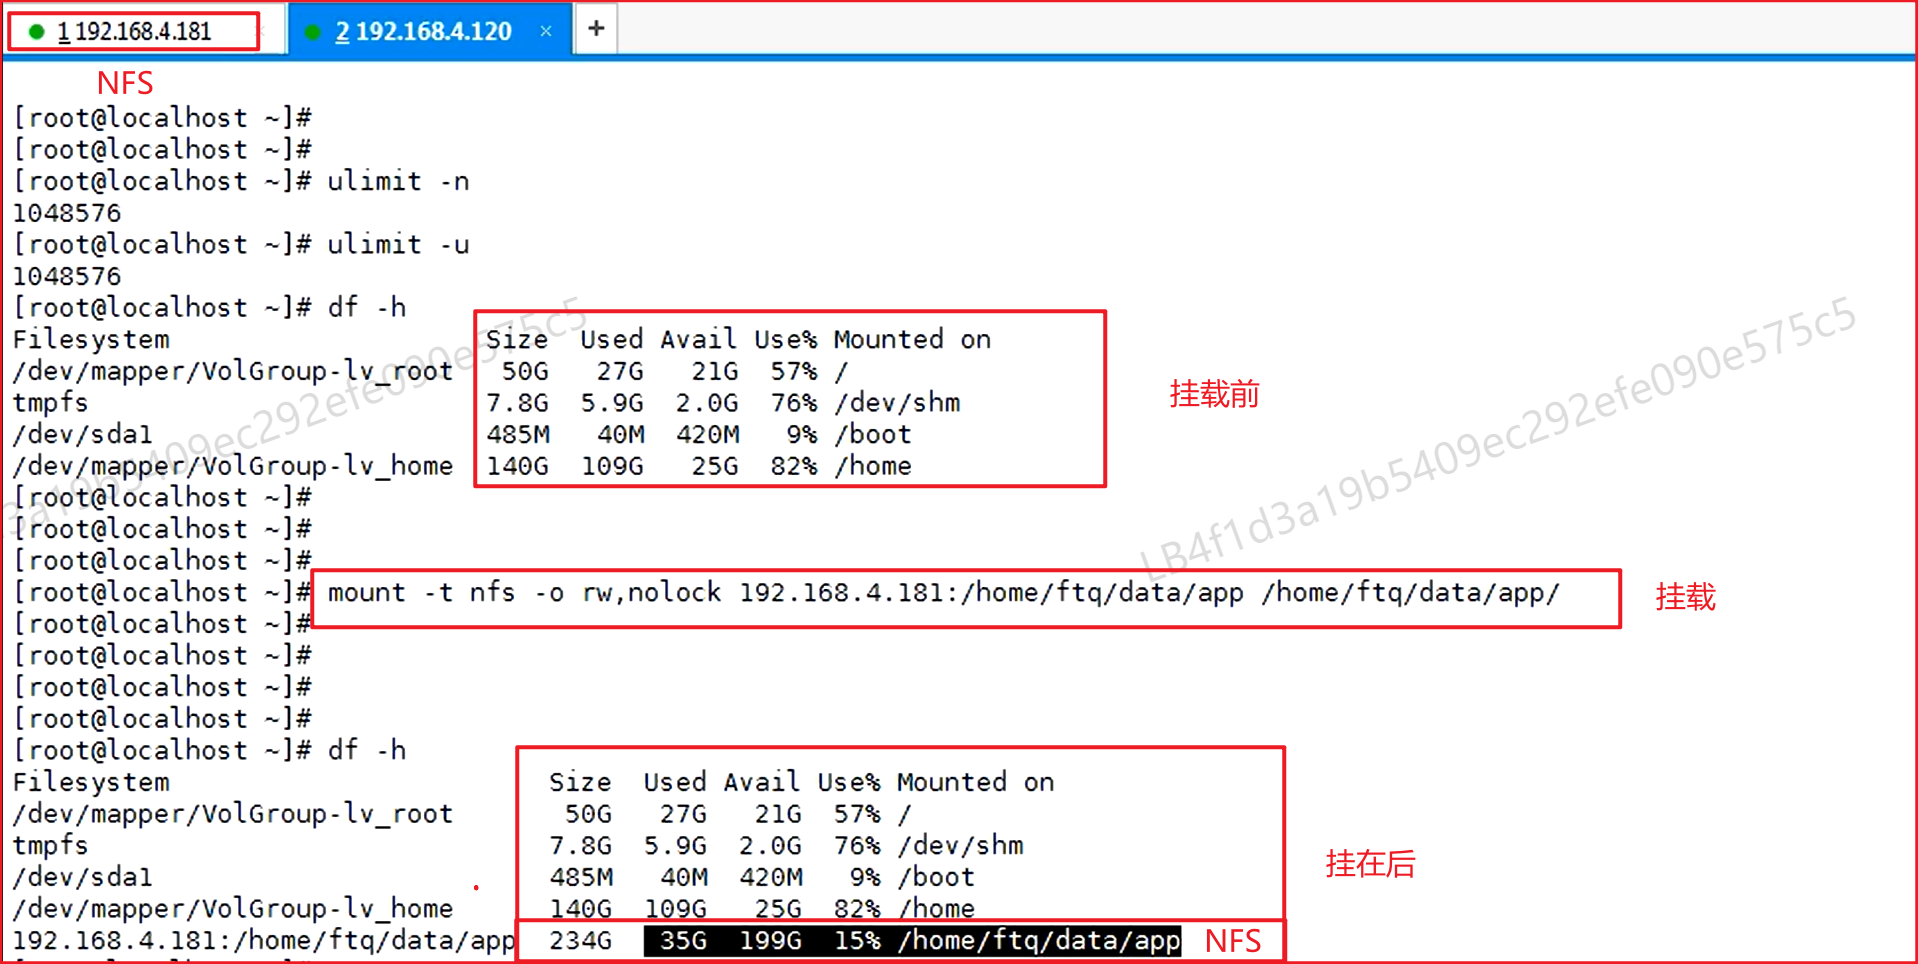 1 192.168.4.181 × 2 192.168.4.120 × +
NFS
[root@localhost ~]#
[root@localhost ~]#
[root@localhost ~]# ulimit -n
1048576
[root@localhost ~]# ulimit -u
1048576
[root@localhost ~]# df -h
Filesystem Size Used Avail Use% Mounted on
/dev/mapper/VolGroup-lv_root 50G 27G 21G 57% /
挂载前
tmpfs 7.8G 5.9G 2.0G 76% /dev/shm
/dev/sda1 485M 40M 420M 9% /boot
/dev/mapper/VolGroup-lv_home 140G 109G 25G 82% /home
[root@localhost ~]#
[root@localhost ~]#
[root@localhost ~]#
[root@localhost ~]# mount -t nfs -o rw,nolock 192.168.4.181:/home/ftq/data/app /home/ftq/data/app/
挂载
[root@localhost ~]#
[root@localhost ~]#
[root@localhost ~]#
[root@localhost ~]#
[root@localhost ~]# df -h
Filesystem Size Used Avail Use% Mounted on
/dev/mapper/VolGroup-lv_root 50G 27G 21G 57% /
tmpfs 7.8G 5.9G 2.0G 76% /dev/shm
挂在后
/dev/sda1 485M 40M 420M 9% /boot
/dev/mapper/VolGroup-lv_home 140G 109G 25G 82% /home
192.168.4.181:/home/ftq/data/app 234G 35G 199G 15% /home/ftq/data/app NFS
3a19b5409ec292efe090e575c5
LB4f1d3a19b5409ec292efe090e575c5